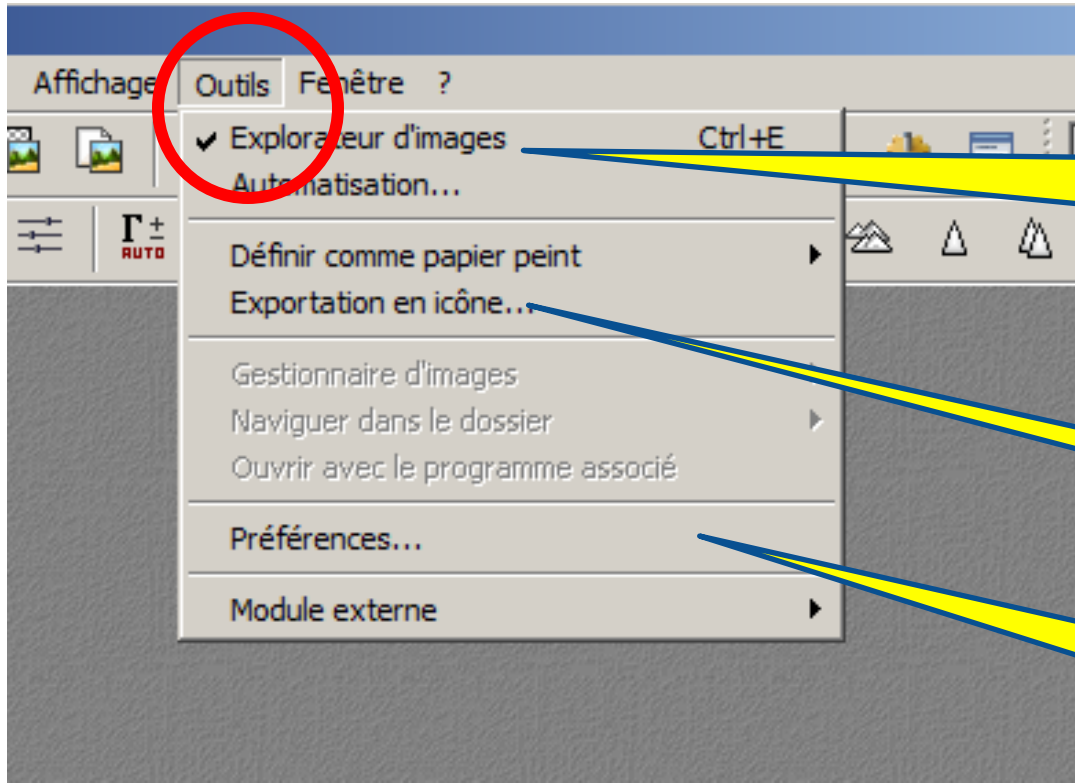 Affichage Outils Fenêtre ?
Explorateur d'images Ctrl+E
Automatisation...
Γ±
AUTO
Définir comme papier peint
Exportation en icône...
Gestionnaire d'images
Naviguer dans le dossier
Ouvrir avec le programme associé
Préférences...
Module externe